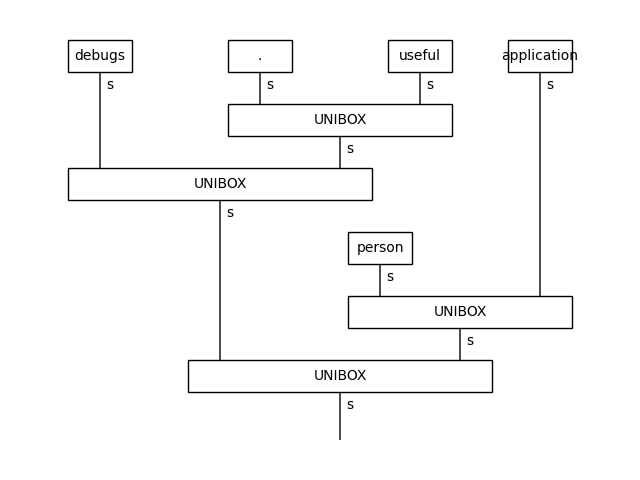 debugs . useful application
s s s s
UNIBOX
s
UNIBOX
s
person
s
UNIBOX
s
UNIBOX
s